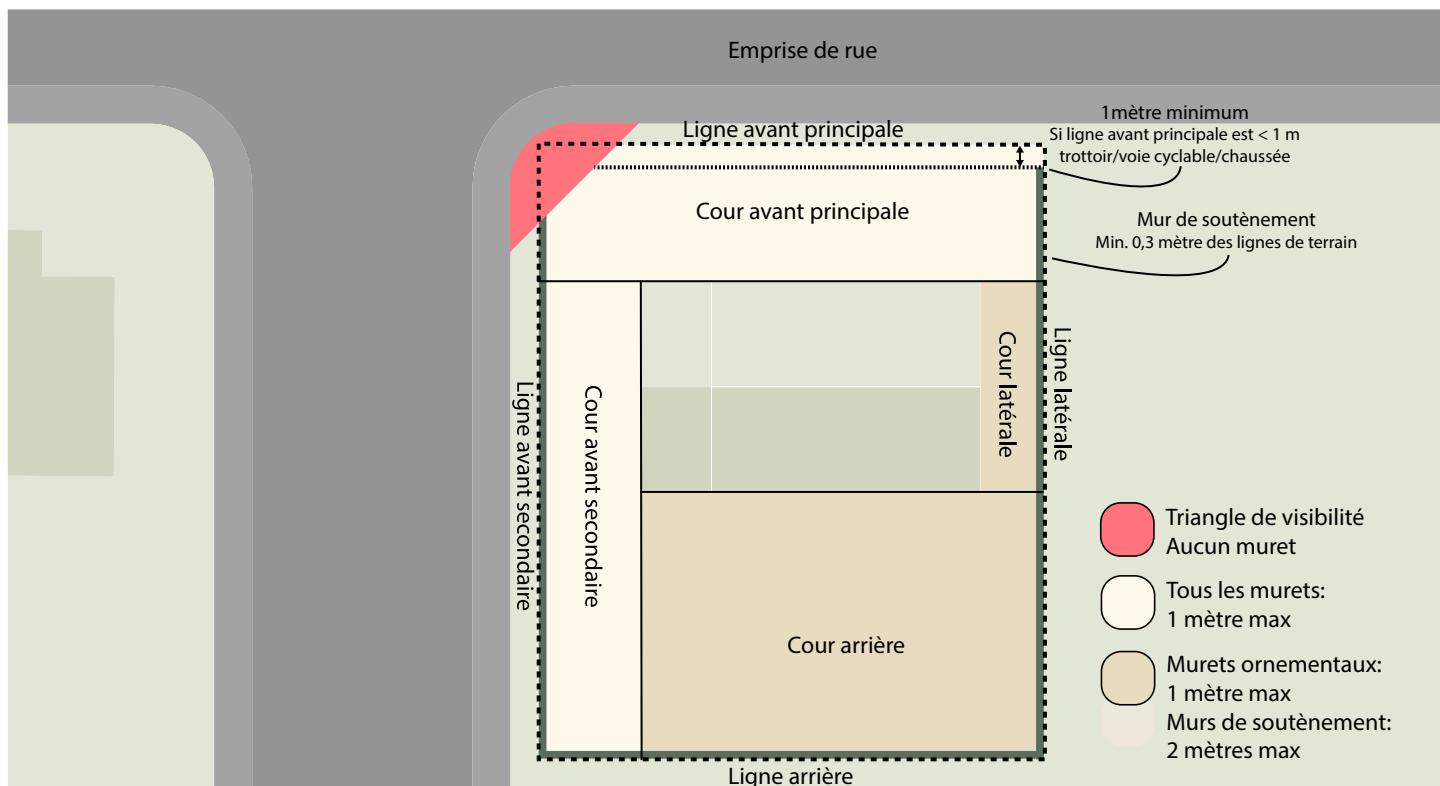 Emprise de rue
1mètre minimum
Si ligne avant principale est < 1 m
trottoir/voie cyclable/chaussée
Ligne avant principale
Cour avant principale
Mur de soutènement
Min. 0,3 mètre des lignes de terrain
Ligne avant secondaire
Cour avant secondaire
Cour latérale
Ligne latérale
Cour arrière
Ligne arrière
Triangle de visibilité
Aucun muret
Tous les murets:
1 mètre max
Murets ornementaux:
1 mètre max
Murs de soutènement:
2 mètres max